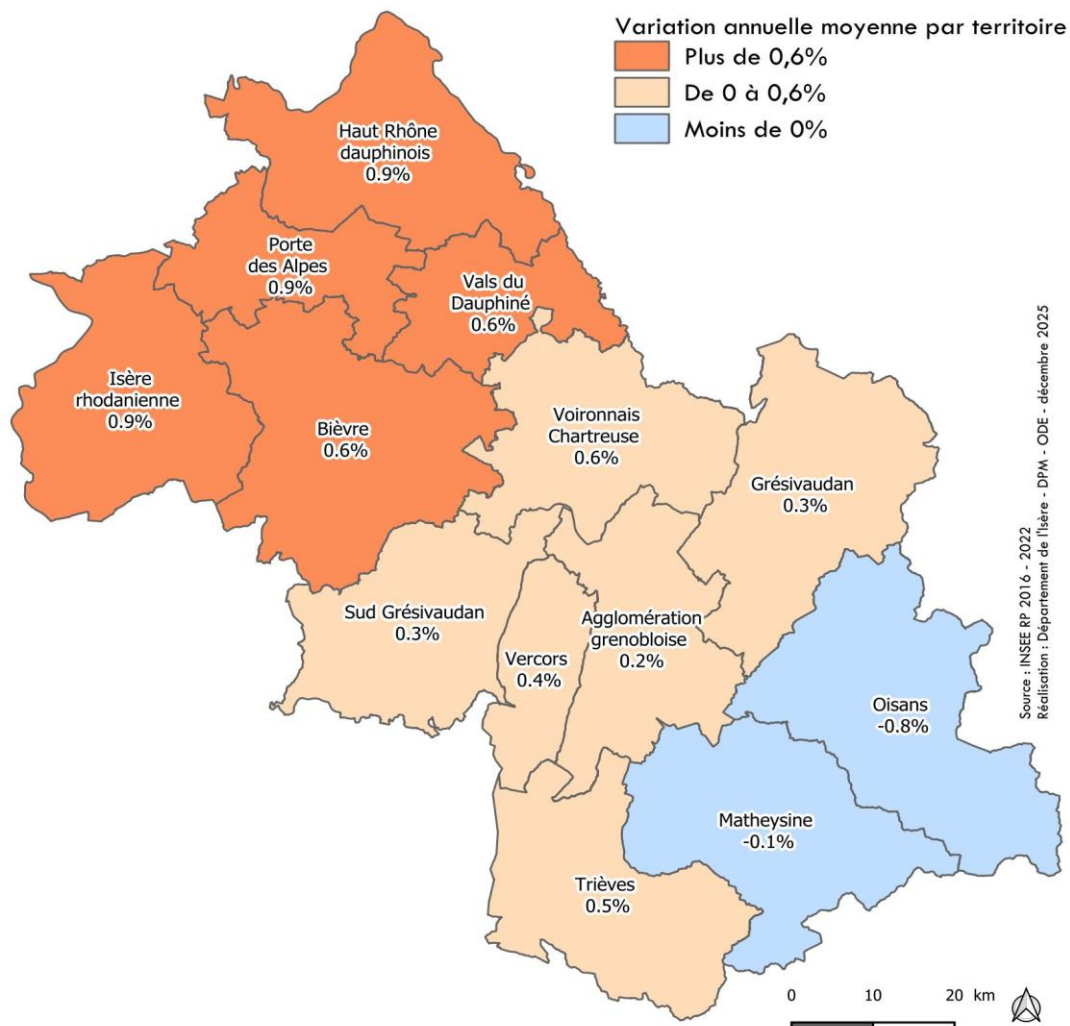 Variation annuelle moyenne par territoire
Plus de 0,6%
De 0 à 0,6%
Moins de 0%
Haut Rhône
dauphinois
0.9%
Porte
des Alpes
0.9%
Vals du
Dauphiné
0.6%
Isère
rhodanienne
0.9%
Bièvre
0.6%
Voironnais
Chartreuse
0.6%
Grésivaudan
0.3%
Sud Grésivaudan
0.3%
Vercors
0.4%
Agglomération
grenobloise
0.2%
Oisans
-0.8%
Matheysine
-0.1%
Trièves
0.5%
Source : INSEE RP 2016 - 2022
Réalisation : Département de l'Isère - DPM - ODE - décembre 2025
0 10 20 km